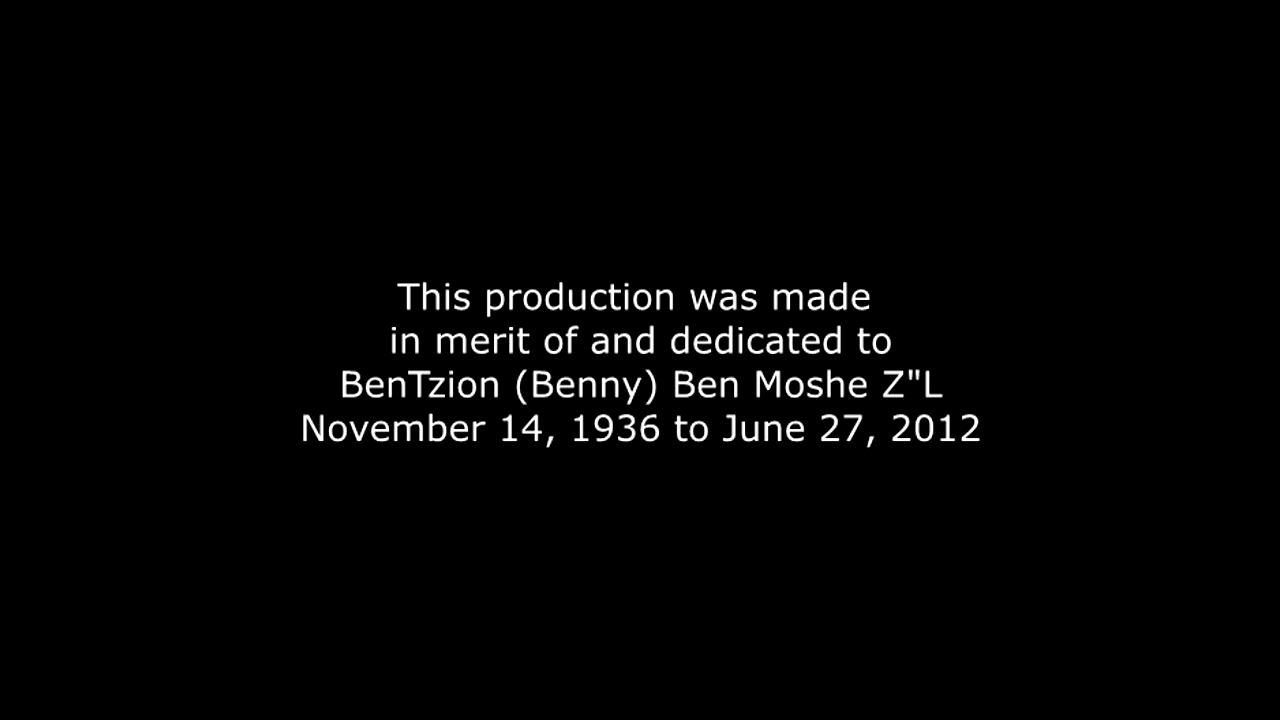 This production was made
in merit of and dedicated to
BenTzion (Benny) Ben Moshe Z"L
November 14, 1936 to June 27, 2012